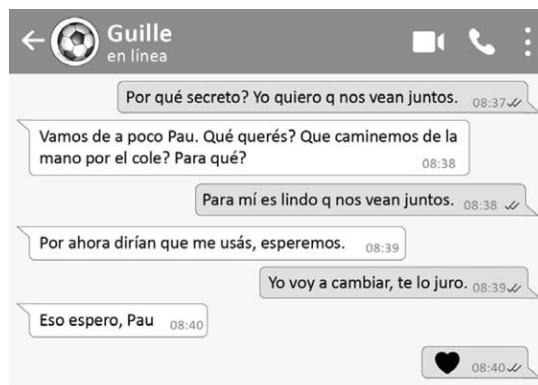 Guille
en línea
Por qué secreto? Yo quiero q nos vean juntos. 08:37
Vamos de a poco Pau. Qué querés? Que caminemos de la
mano por el cole? Para qué? 08:38
Para mí es lindo q nos vean juntos. 08:38
Por ahora dirían que me usás, esperemos. 08:39
Yo voy a cambiar, te lo juro. 08:39
Eso espero, Pau 08:40
🖤 08:40